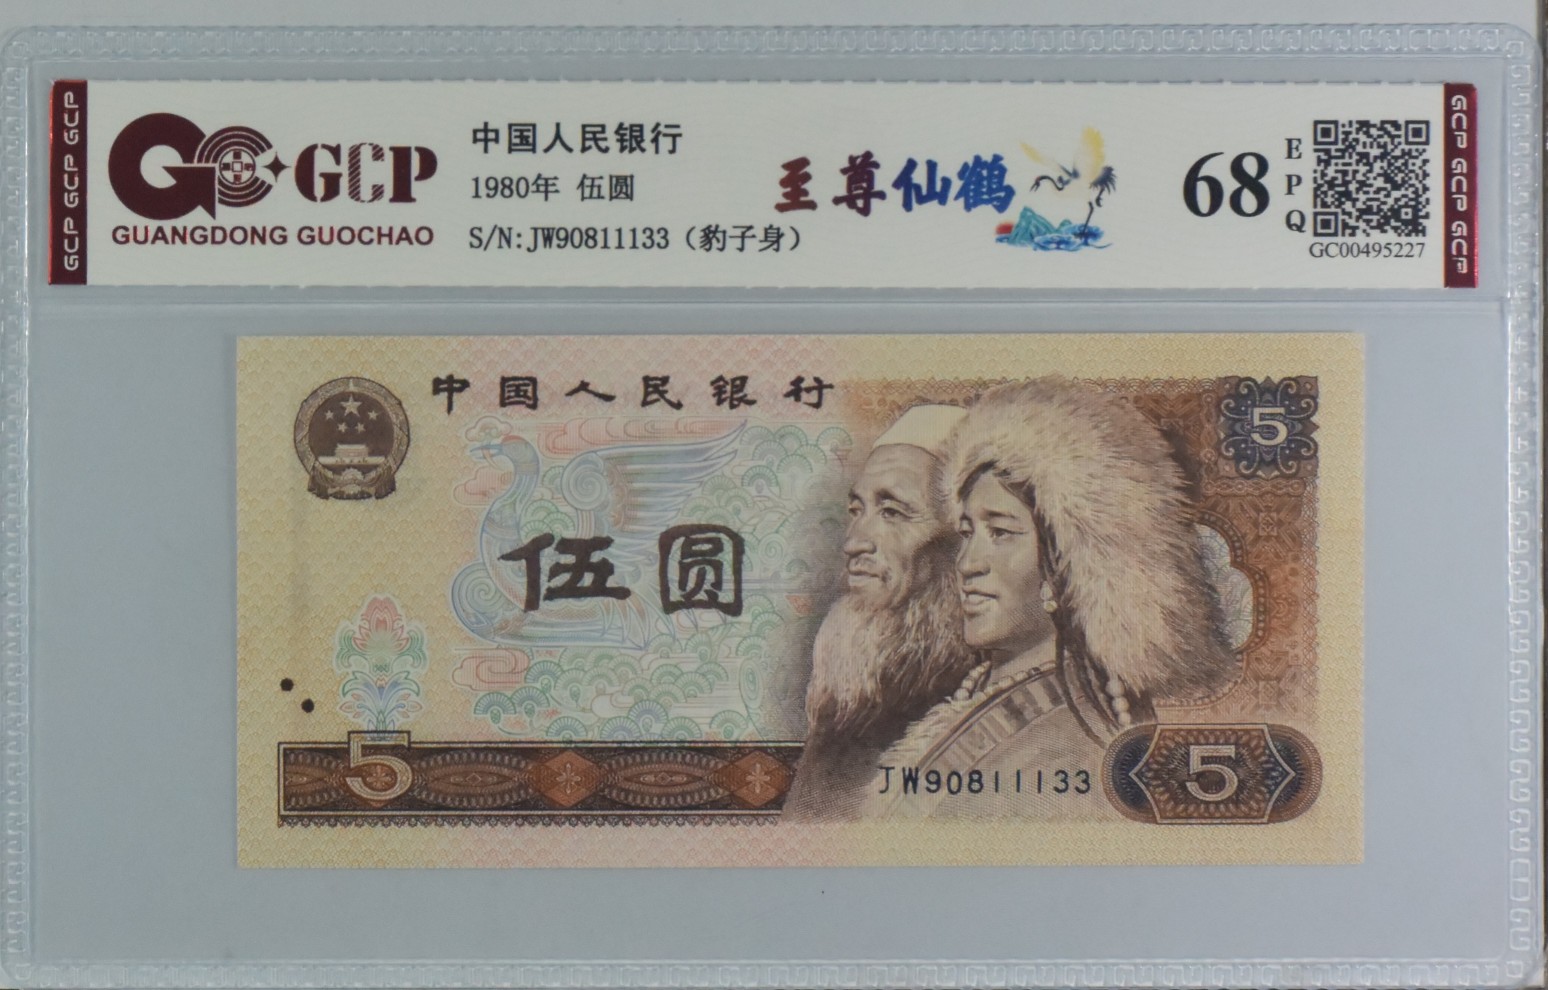 GCP GCP GCP
GCP
GUANGDONG GUOCHAO
中国人民银行
1980年 伍圆
S/N:JW90811133（豹子身）
至尊仙鹤
68
EPQ
GC00495227
GCP GCP GCP
中国人民银行
5
伍圆
5
JW90811133
5